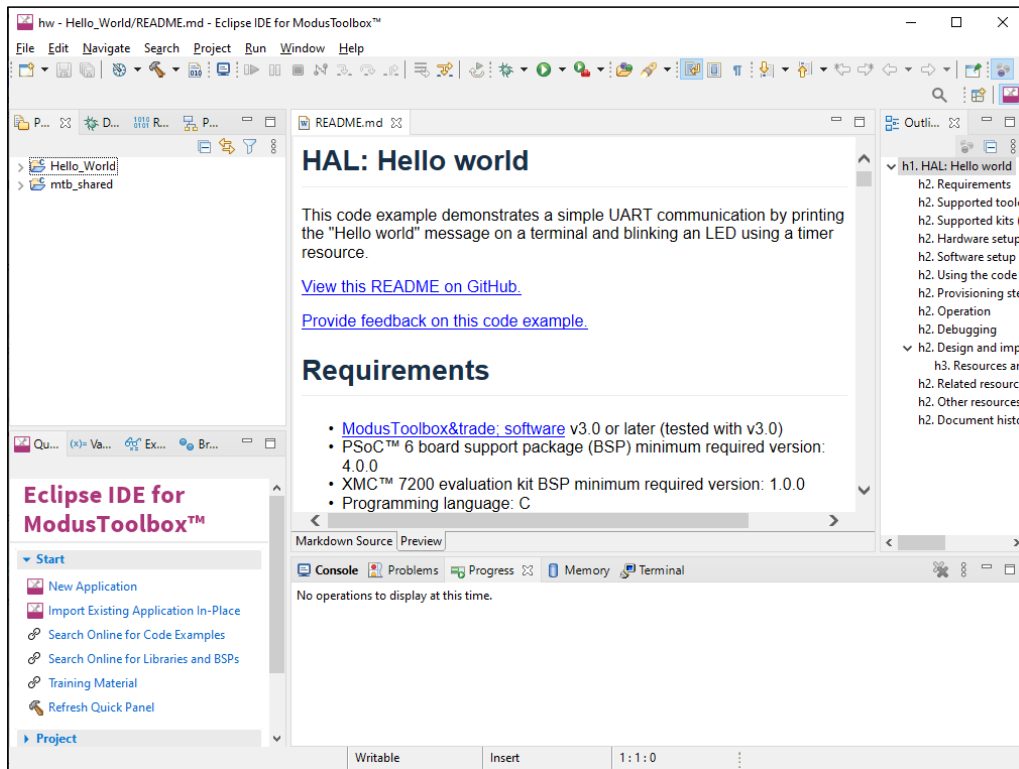 hw - Hello_World/README.md - Eclipse IDE for ModusToolbox™
File Edit Navigate Search Project Run Window Help
P... D... R... P...
Hello_World
mtb_shared
README.md
HAL: Hello world
This code example demonstrates a simple UART communication by printing
the "Hello world" message on a terminal and blinking an LED using a timer
resource.
View this README on GitHub.
Provide feedback on this code example.
Requirements
• ModusToolbox&trade; software v3.0 or later (tested with v3.0)
• PSoC™ 6 board support package (BSP) minimum required version:
4.0.0
• XMC™ 7200 evaluation kit BSP minimum required version: 1.0.0
• Programming language: C
Markdown Source Preview
Outli...
h1. HAL: Hello world
h2. Requirements
h2. Supported toolc
h2. Supported kits (
h2. Hardware setup
h2. Software setup
h2. Using the code
h2. Provisioning ste
h2. Operation
h2. Debugging
h2. Design and imp
h3. Resources an
h2. Related resourc
h2. Other resources
h2. Document histo
Qu... (x)= Va... Ex... Br...
Eclipse IDE for
ModusToolbox™
Start
New Application
Import Existing Application In-Place
Search Online for Code Examples
Search Online for Libraries and BSPs
Training Material
Refresh Quick Panel
Project
Console Problems Progress Memory Terminal
No operations to display at this time.
Writable Insert 1 : 1 : 0